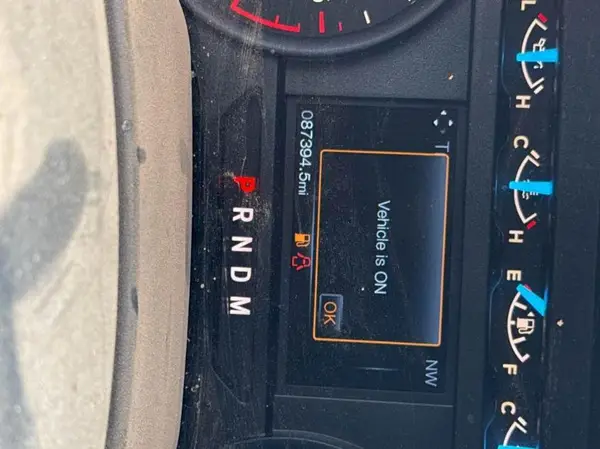 L H
C H
E F
C
T NW
Vehicle is ON
OK
087394.5mi
P R N D M